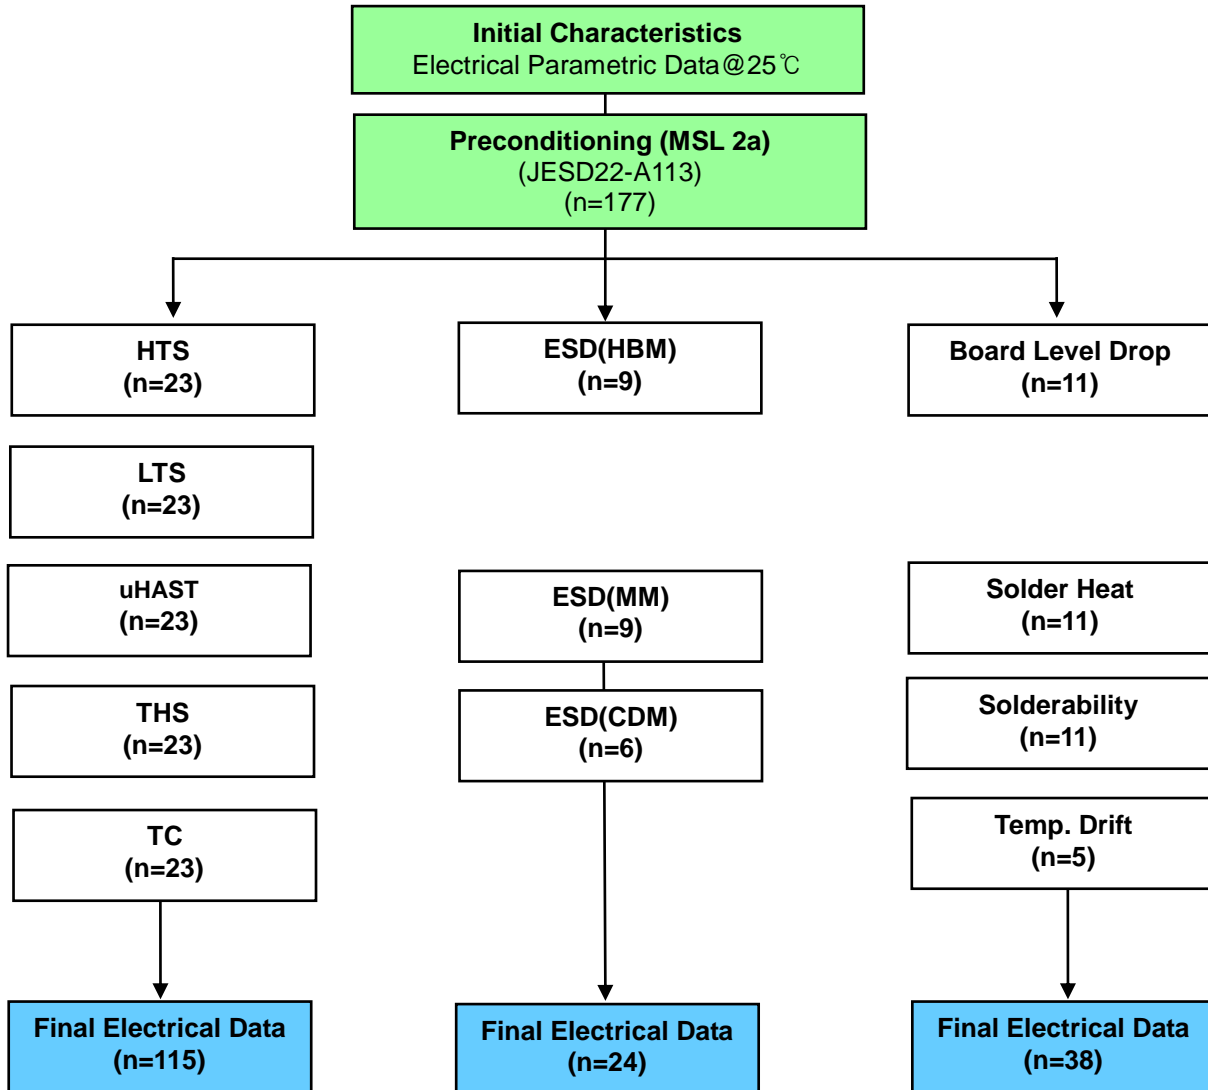 Initial Characteristics
Electrical Parametric Data@25℃
Preconditioning (MSL 2a)
(JESD22-A113)
(n=177)
HTS
(n=23)
LTS
(n=23)
uHAST
(n=23)
THS
(n=23)
TC
(n=23)
Final Electrical Data
(n=115)
ESD(HBM)
(n=9)
ESD(MM)
(n=9)
ESD(CDM)
(n=6)
Final Electrical Data
(n=24)
Board Level Drop
(n=11)
Solder Heat
(n=11)
Solderability
(n=11)
Temp. Drift
(n=5)
Final Electrical Data
(n=38)